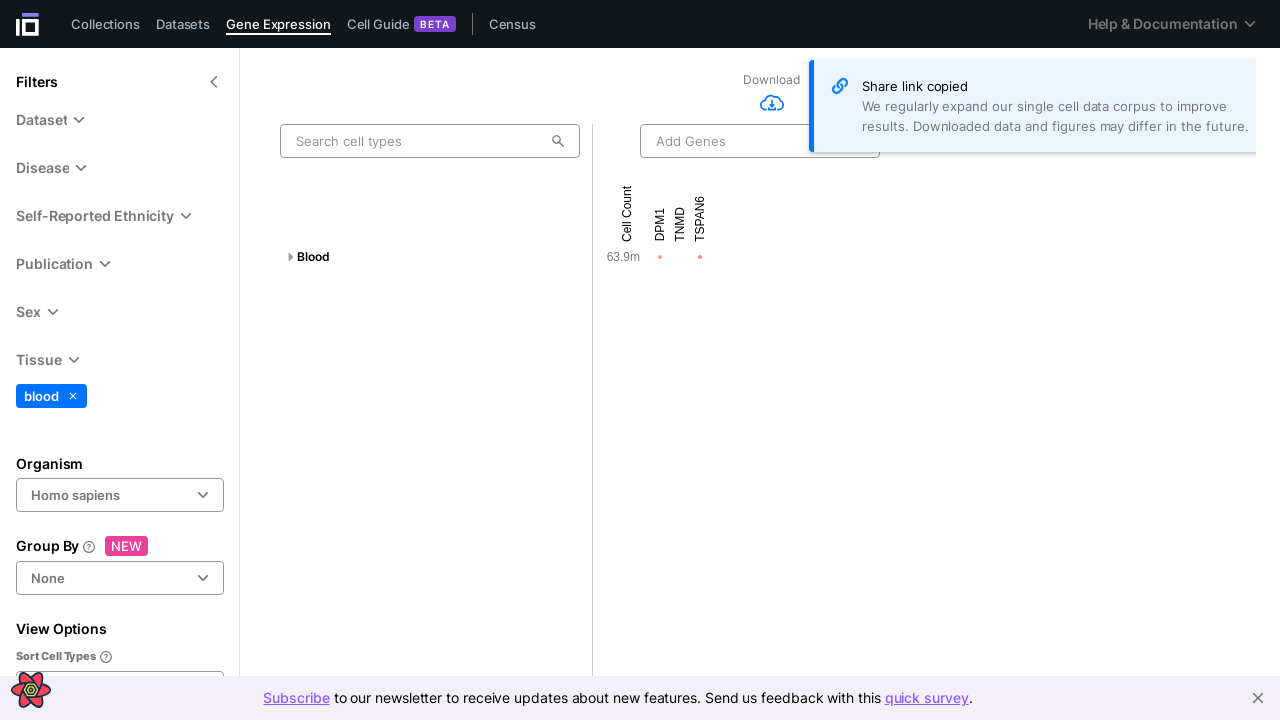 Collections Datasets Gene Expression Cell Guide BETA Census Help & Documentation
Filters
Dataset
Disease
Self-Reported Ethnicity
Publication
Sex
Tissue
blood ×
Organism
Homo sapiens
Group By ? NEW
None
View Options
Sort Cell Types ?
Download
Share link copied
We regularly expand our single cell data corpus to improve
results. Downloaded data and figures may differ in the future.
Search cell types
Add Genes
Cell Count
DPM1
TNMD
TSPAN6
Blood
63.9m
Subscribe to our newsletter to receive updates about new features. Send us feedback with this quick survey.